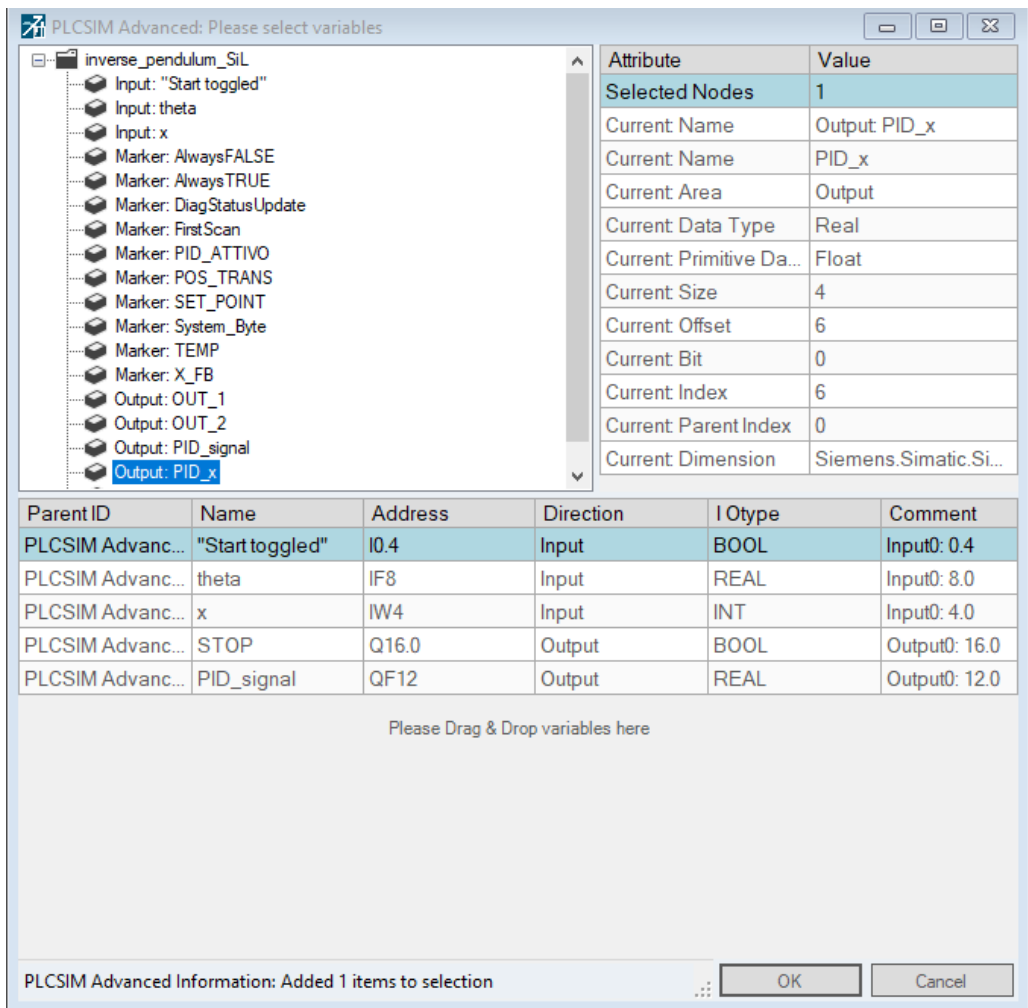 PLCSIM Advanced: Please select variables
inverse_pendulum_SiL
Input: "Start toggled"
Input: theta
Input: x
Marker: AlwaysFALSE
Marker: AlwaysTRUE
Marker: DiagStatusUpdate
Marker: FirstScan
Marker: PID_ATTIVO
Marker: POS_TRANS
Marker: SET_POINT
Marker: System_Byte
Marker: TEMP
Marker: X_FB
Output: OUT_1
Output: OUT_2
Output: PID_signal
Output: PID_x
Attribute Value
Selected Nodes 1
Current: Name Output: PID_x
Current: Name PID_x
Current: Area Output
Current: Data Type Real
Current: Primitive Da... Float
Current: Size 4
Current: Offset 6
Current: Bit 0
Current: Index 6
Current: Parent Index 0
Current: Dimension Siemens.Simatic.Si...
Parent ID Name Address Direction I Otype Comment
PLCSIM Advanc... "Start toggled" I0.4 Input BOOL Input0: 0.4
PLCSIM Advanc... theta IF8 Input REAL Input0: 8.0
PLCSIM Advanc... x IW4 Input INT Input0: 4.0
PLCSIM Advanc... STOP Q16.0 Output BOOL Output0: 16.0
PLCSIM Advanc... PID_signal QF12 Output REAL Output0: 12.0
Please Drag & Drop variables here
PLCSIM Advanced Information: Added 1 items to selection
OK Cancel